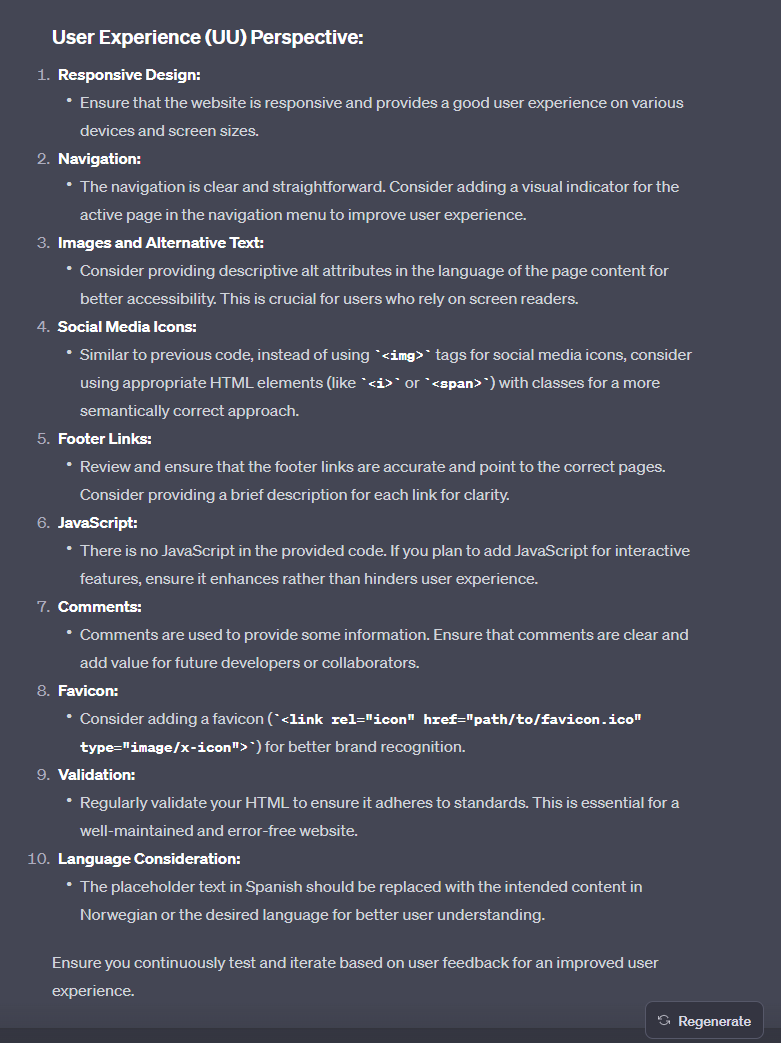 User Experience (UU) Perspective:
1. Responsive Design:
• Ensure that the website is responsive and provides a good user experience on various
devices and screen sizes.
2. Navigation:
• The navigation is clear and straightforward. Consider adding a visual indicator for the
active page in the navigation menu to improve user experience.
3. Images and Alternative Text:
• Consider providing descriptive alt attributes in the language of the page content for
better accessibility. This is crucial for users who rely on screen readers.
4. Social Media Icons:
• Similar to previous code, instead of using `<img>` tags for social media icons, consider
using appropriate HTML elements (like `<i>` or `<span>`) with classes for a more
semantically correct approach.
5. Footer Links:
• Review and ensure that the footer links are accurate and point to the correct pages.
Consider providing a brief description for each link for clarity.
6. JavaScript:
• There is no JavaScript in the provided code. If you plan to add JavaScript for interactive
features, ensure it enhances rather than hinders user experience.
7. Comments:
• Comments are used to provide some information. Ensure that comments are clear and
add value for future developers or collaborators.
8. Favicon:
• Consider adding a favicon (`<link rel="icon" href="path/to/favicon.ico"
type="image/x-icon">`) for better brand recognition.
9. Validation:
• Regularly validate your HTML to ensure it adheres to standards. This is essential for a
well-maintained and error-free website.
10. Language Consideration:
• The placeholder text in Spanish should be replaced with the intended content in
Norwegian or the desired language for better user understanding.
Ensure you continuously test and iterate based on user feedback for an improved user
experience.
Regenerate